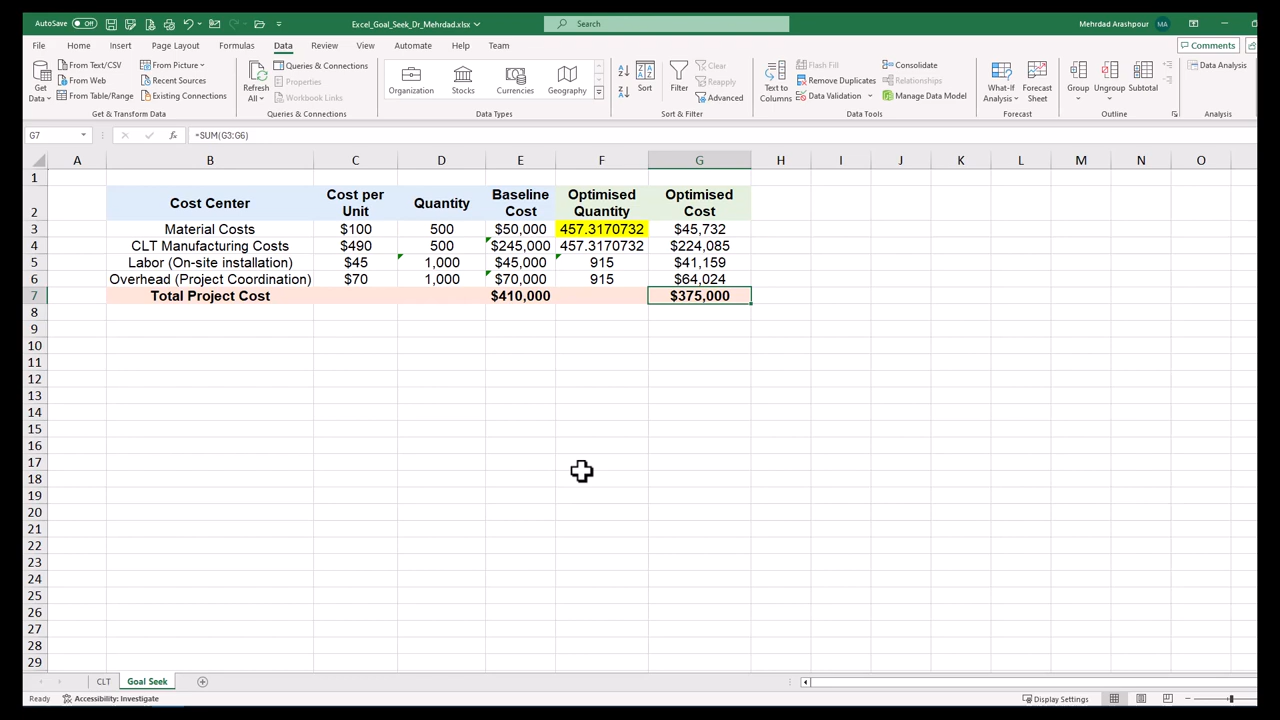 AutoSave Off Excel_Goal_Seek_Dr_Mehrdad.xlsx Search Mehrdad Arashpour MA
File Home Insert Page Layout Formulas Data Review View Automate Help Team Comments
Get Data
From Text/CSV
From Web
From Table/Range
From Picture
Recent Sources
Existing Connections
Get & Transform Data
Refresh All
Queries & Connections
Properties
Workbook Links
Queries & Connections
Organization Stocks Currencies Geography
Data Types
Sort
Filter
Clear
Reapply
Advanced
Sort & Filter
Text to Columns
Flash Fill
Remove Duplicates
Data Validation
Consolidate
Relationships
Manage Data Model
Data Tools
What-If Analysis
Forecast Sheet
Forecast
Group Ungroup Subtotal
Outline
Data Analysis
Analysis
G7 fx =SUM(G3:G6)
A B C D E F G H I J K L M N O
1
2 Cost Center Cost per Unit Quantity Baseline Cost Optimised Quantity Optimised Cost
3 Material Costs $100 500 $50,000 457.3170732 $45,732
4 CLT Manufacturing Costs $490 500 $245,000 457.3170732 $224,085
5 Labor (On-site installation) $45 1,000 $45,000 915 $41,159
6 Overhead (Project Coordination) $70 1,000 $70,000 915 $64,024
7 Total Project Cost $410,000 $375,000
8
9
10
11
12
13
14
15
16
17
18
19
20
21
22
23
24
25
26
27
28
29
CLT Goal Seek
Ready Accessibility: Investigate Display Settings